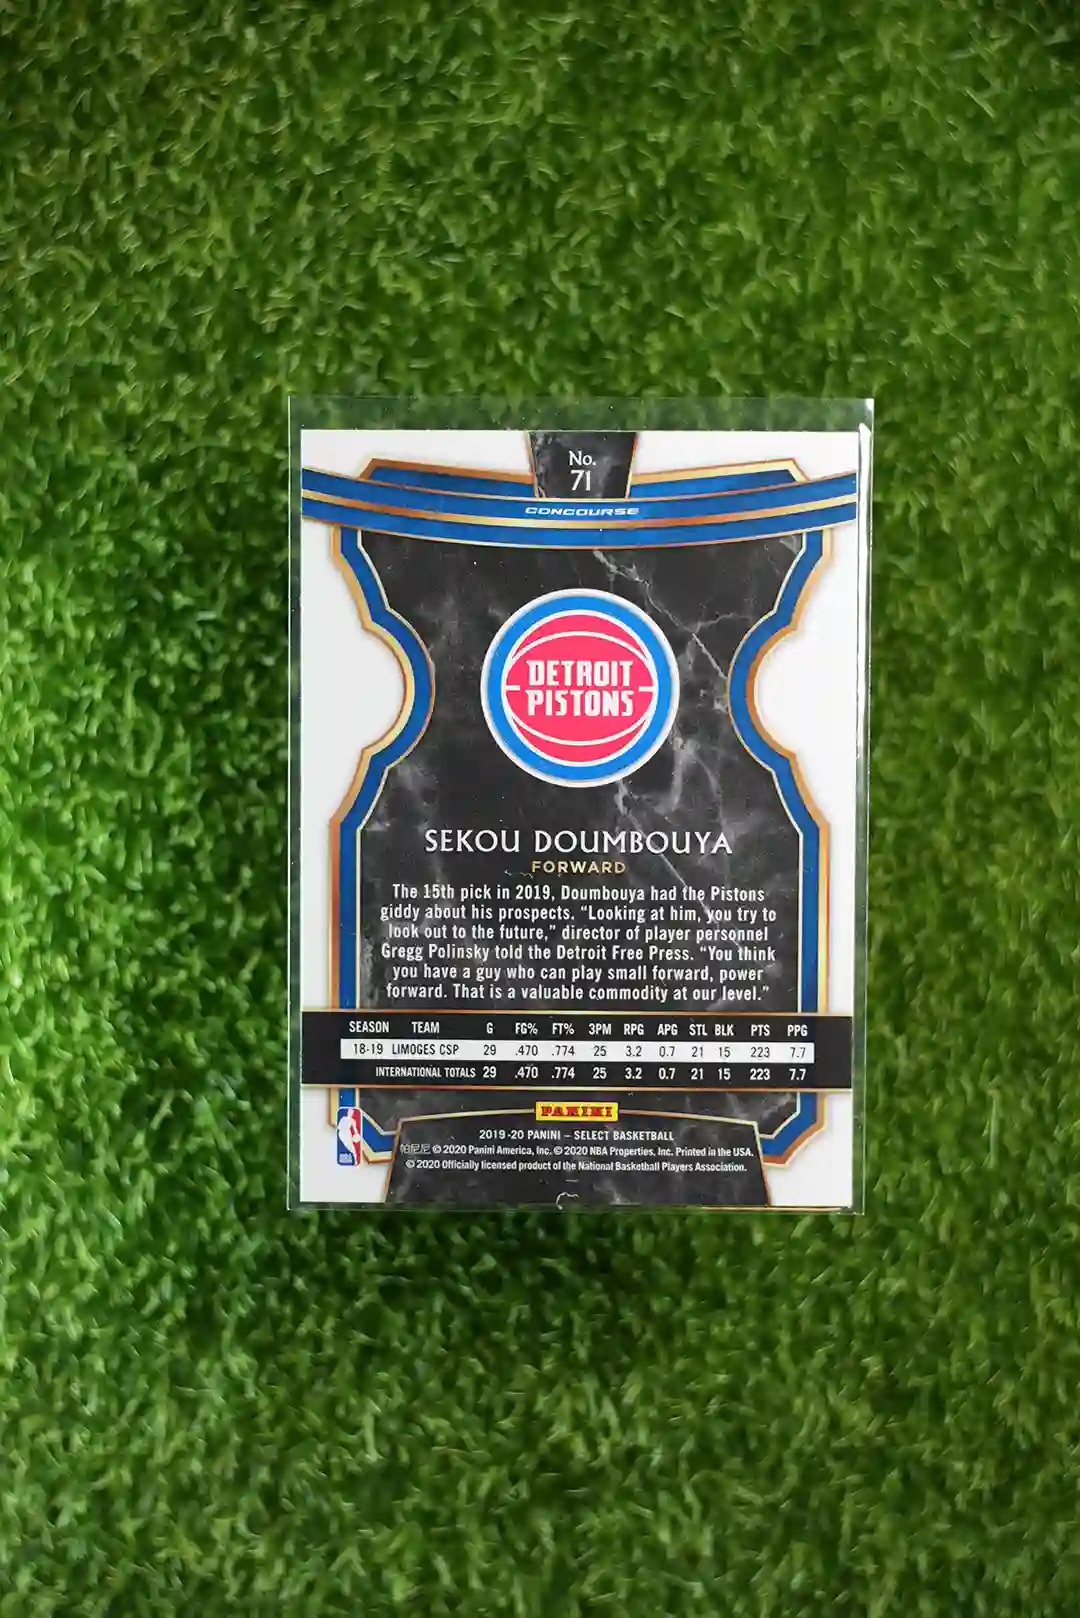 No.
71
CONCOURSE
DETROIT
PISTONS
SEKOU DOUMBOUYA
FORWARD
The 15th pick in 2019, Doumbouya had the Pistons
giddy about his prospects. “Looking at him, you try to
look out to the future,” director of player personnel
Gregg Polinsky told the Detroit Free Press. “You think
you have a guy who can play small forward, power
forward. That is a valuable commodity at our level.”
SEASON TEAM G FG% FT% 3PM RPG APG STL BLK PTS PPG
18-19 LIMOGES CSP 29 .470 .774 25 3.2 0.7 21 15 223 7.7
INTERNATIONAL TOTALS 29 .470 .774 25 3.2 0.7 21 15 223 7.7
PANINI
2019-20 PANINI – SELECT BASKETBALL
帕尼尼 © 2020 Panini America, Inc. © 2020 NBA Properties, Inc. Printed in the USA.
© 2020 Officially licensed product of the National Basketball Players Association.
NBA